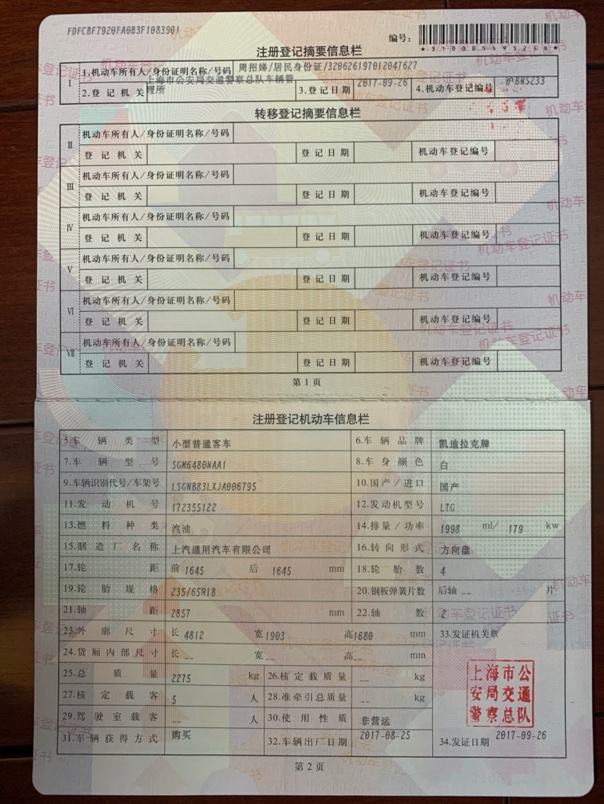 FDFCBF7920FA0B3F1083901
编号：
注册登记摘要信息栏
I
1.机动车所有人/身份证明名称/号码 周招娣/居民身份证/320626197012047627
2.登记机关 上海市公安局交通警察总队车辆管理所 3.登记日期 2017-09-26 4.机动车登记编号
转移登记摘要信息栏
II 机动车所有人/身份证明名称/号码
登记机关 登记日期 机动车登记编号
III 机动车所有人/身份证明名称/号码
登记机关 登记日期 机动车登记编号
IV 机动车所有人/身份证明名称/号码
登记机关 登记日期 机动车登记编号
V 机动车所有人/身份证明名称/号码
登记机关 登记日期 机动车登记编号
VI 机动车所有人/身份证明名称/号码
登记机关 登记日期 机动车登记编号
VII 机动车所有人/身份证明名称/号码
登记机关 登记日期 机动车登记编号
第1页
注册登记机动车信息栏
5.车辆类型 小型普通客车 6.车辆品牌 凯迪拉克牌
7.车辆型号 SGM6480NAA1 8.车身颜色 白
9.车辆识别代号/车架号 LSGNB83LXJA006795 10.国产/进口 国产
11.发动机号 172355122 12.发动机型号 LTG
13.燃料种类 汽油 14.排量/功率 1998 ml/ 179 kw
15.制造厂名称 上汽通用汽车有限公司 16.转向形式 方向盘
17.轮距 前 1645 后 1645 mm 18.轮胎数 4
19.轮胎规格 235/65R18 20.钢板弹簧片数 后轴 -- 片
21.轴距 2857 mm 22.轴数 2
23.外廓尺寸 长 4812 宽 1903 高 1680 mm 33.发证机关章
24.货厢内部尺寸 长 -- 宽 -- 高 -- mm
25.总质量 2275 kg 26.核定载质量 -- kg
27.核定载客 5 人 28.准牵引总质量 -- kg
29.驾驶室载客 -- 人 30.使用性质 非营运
31.车辆获得方式 购买 32.车辆出厂日期 2017-08-25 34.发证日期 2017-09-26
上海市公
安局交通
警察总队
第2页